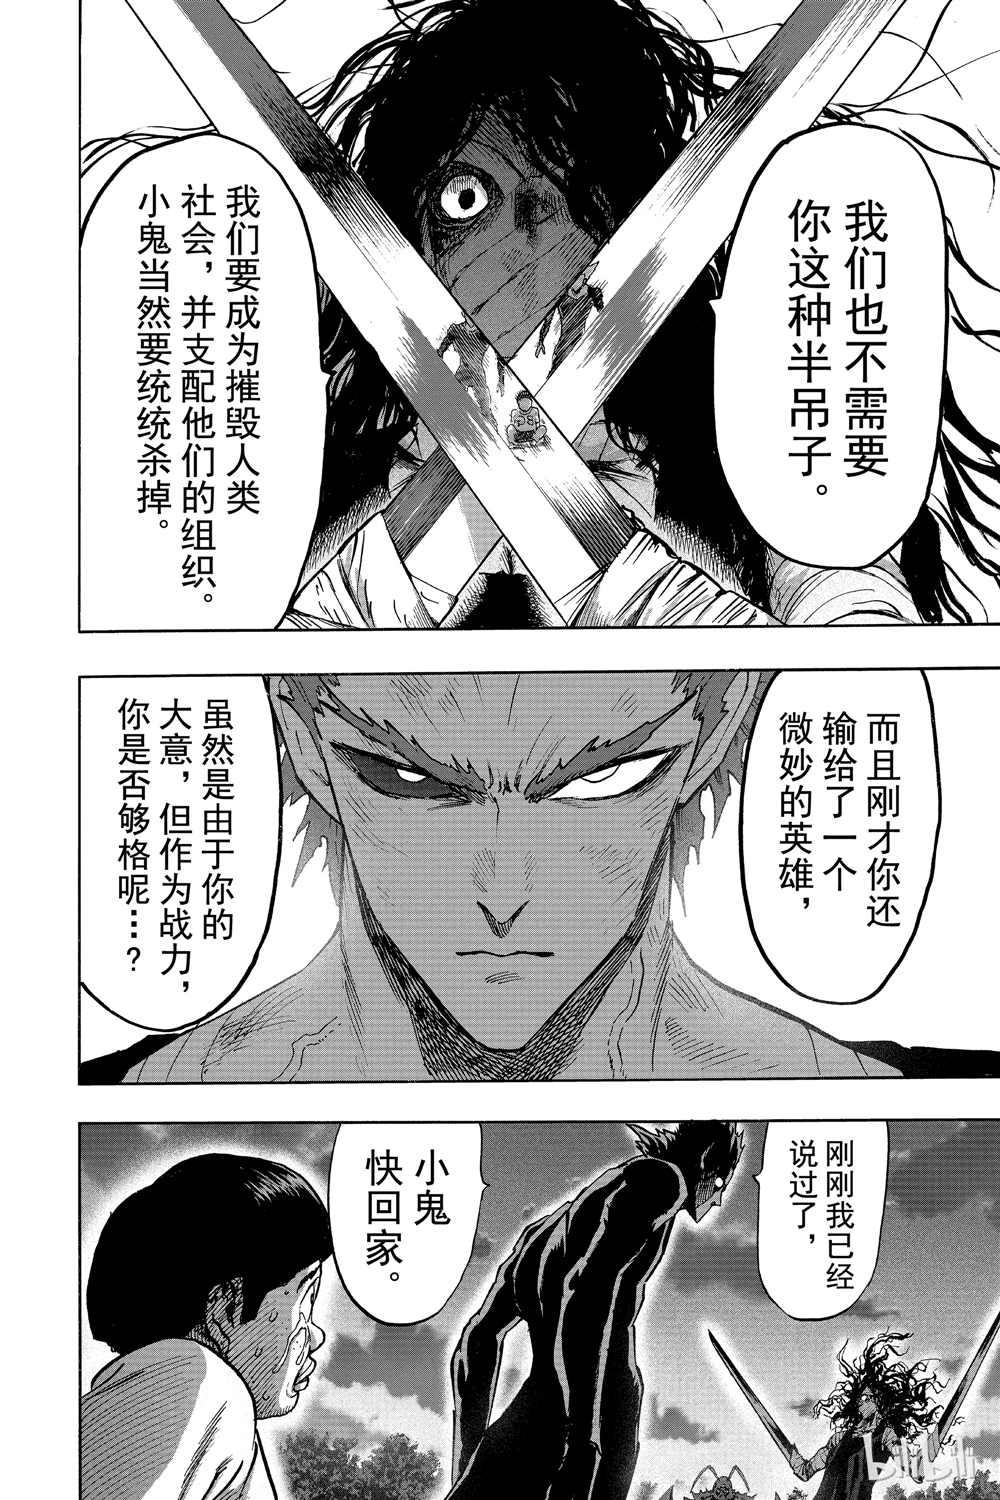 我们也不需要
你这种半吊子。
我们要成为摧毁人类
社会，并支配他们的组织。
小鬼当然要统统杀掉。
而且刚才你还
输给了一个
微妙的英雄，
虽然是由于你的
大意，但作为战力，
你是否够格呢…?
刚刚我已经
说过了，
小鬼
快回家。
bilibili